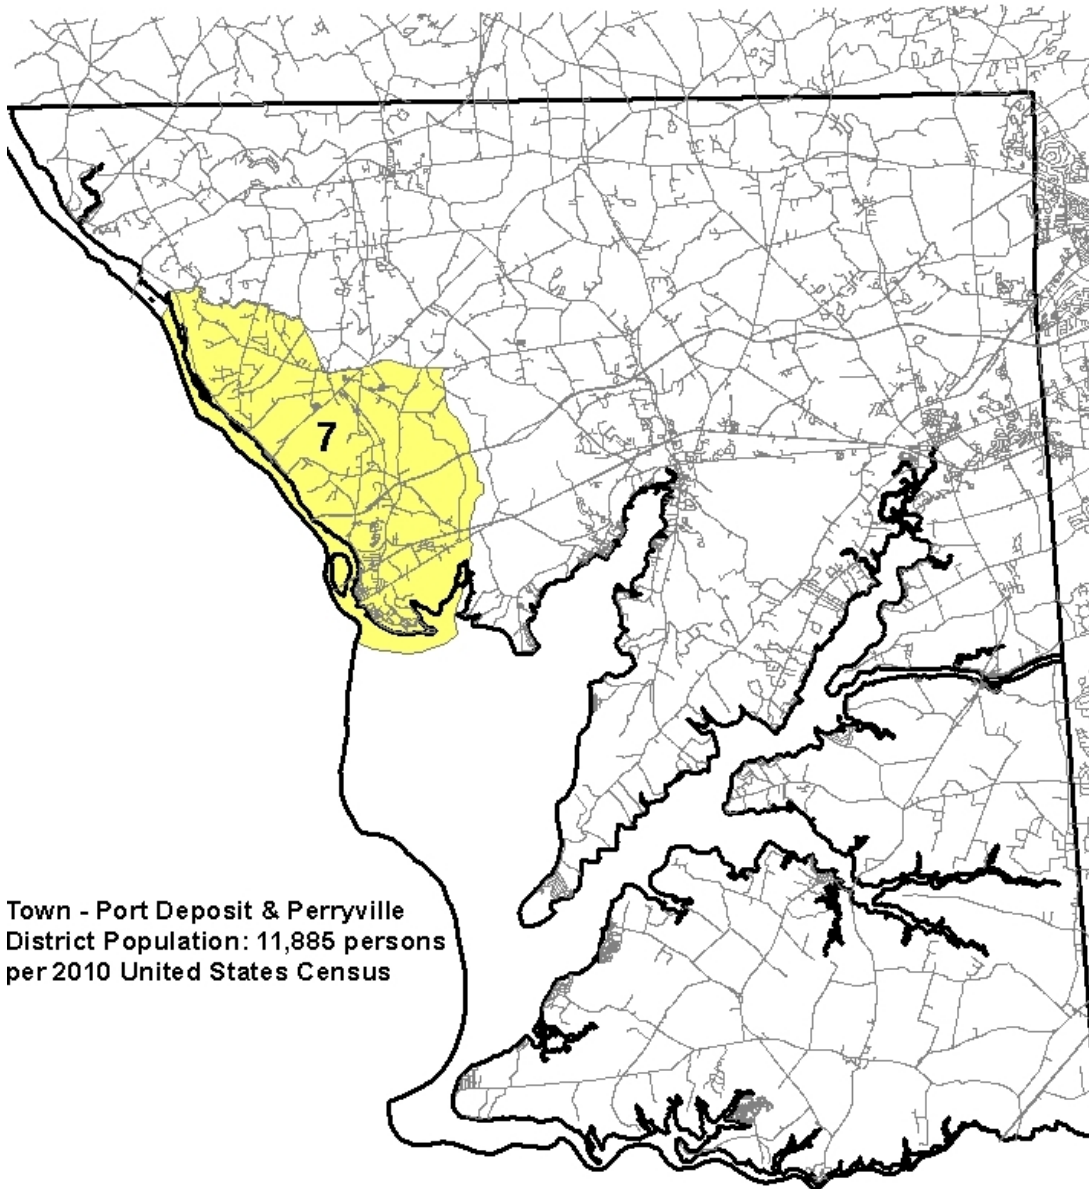 7
Town - Port Deposit & Perryville
District Population: 11,885 persons
per 2010 United States Census